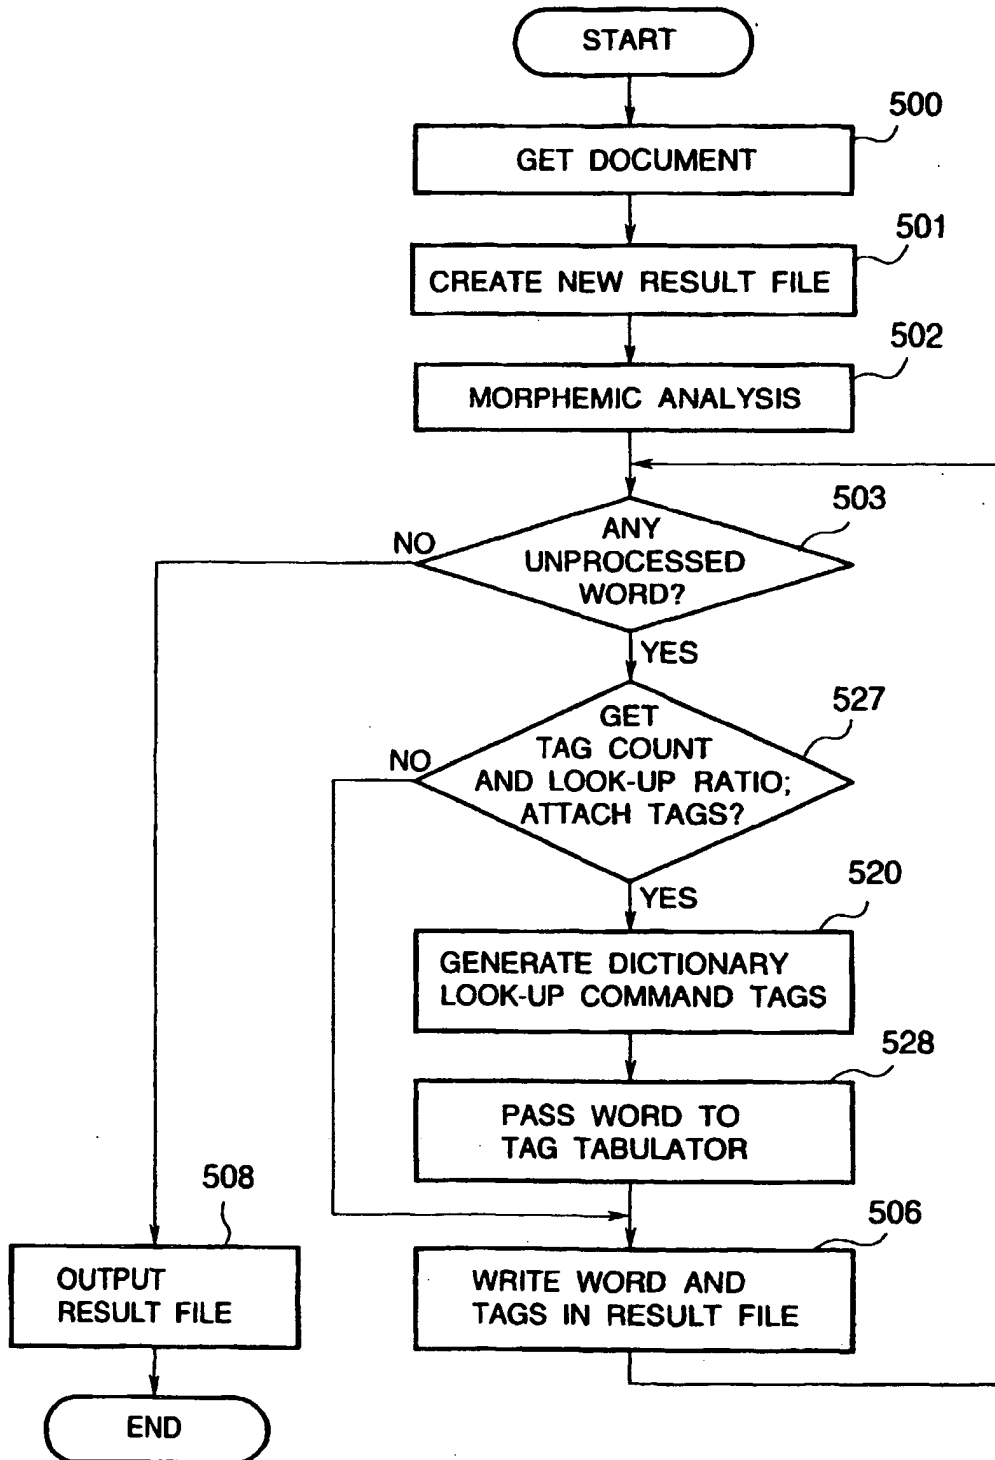 START
500
GET DOCUMENT
501
CREATE NEW RESULT FILE
502
MORPHEMIC ANALYSIS
503
ANY
UNPROCESSED
WORD?
NO
YES
527
GET
TAG COUNT
AND LOOK-UP RATIO;
ATTACH TAGS?
NO
YES
520
GENERATE DICTIONARY
LOOK-UP COMMAND TAGS
528
PASS WORD TO
TAG TABULATOR
506
WRITE WORD AND
TAGS IN RESULT FILE
508
OUTPUT
RESULT FILE
END